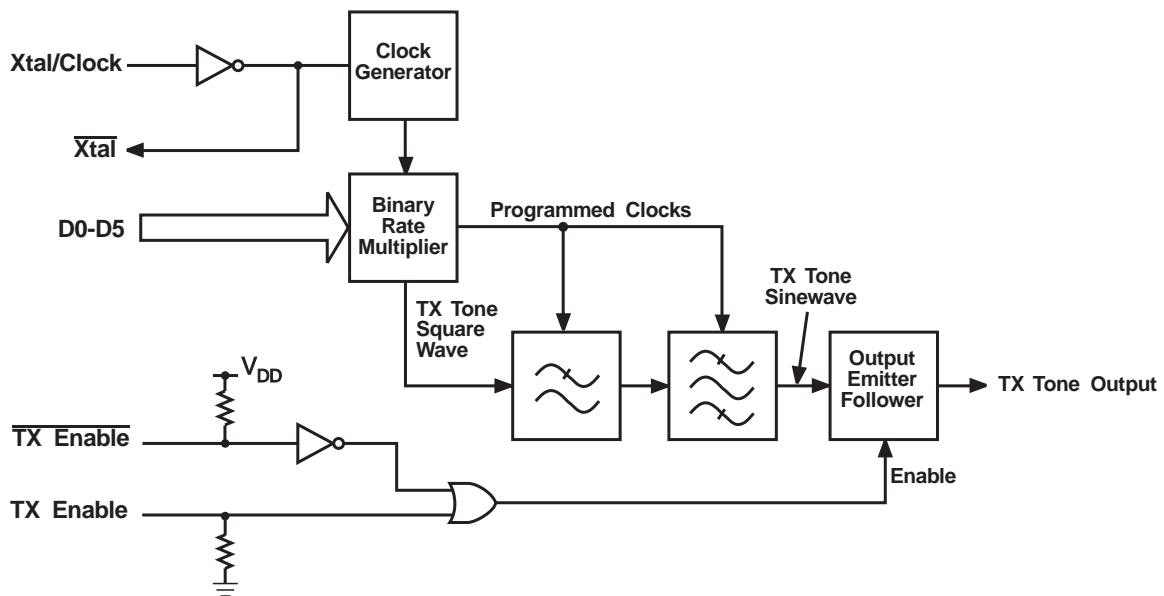 Xtal/Clock
Clock
Generator
Xtal
D0-D5
Binary
Rate
Multiplier
Programmed Clocks
TX Tone
Square
Wave
TX Tone
Sinewave
Output
Emitter
Follower
TX Tone Output
VDD
TX Enable
Enable
TX Enable